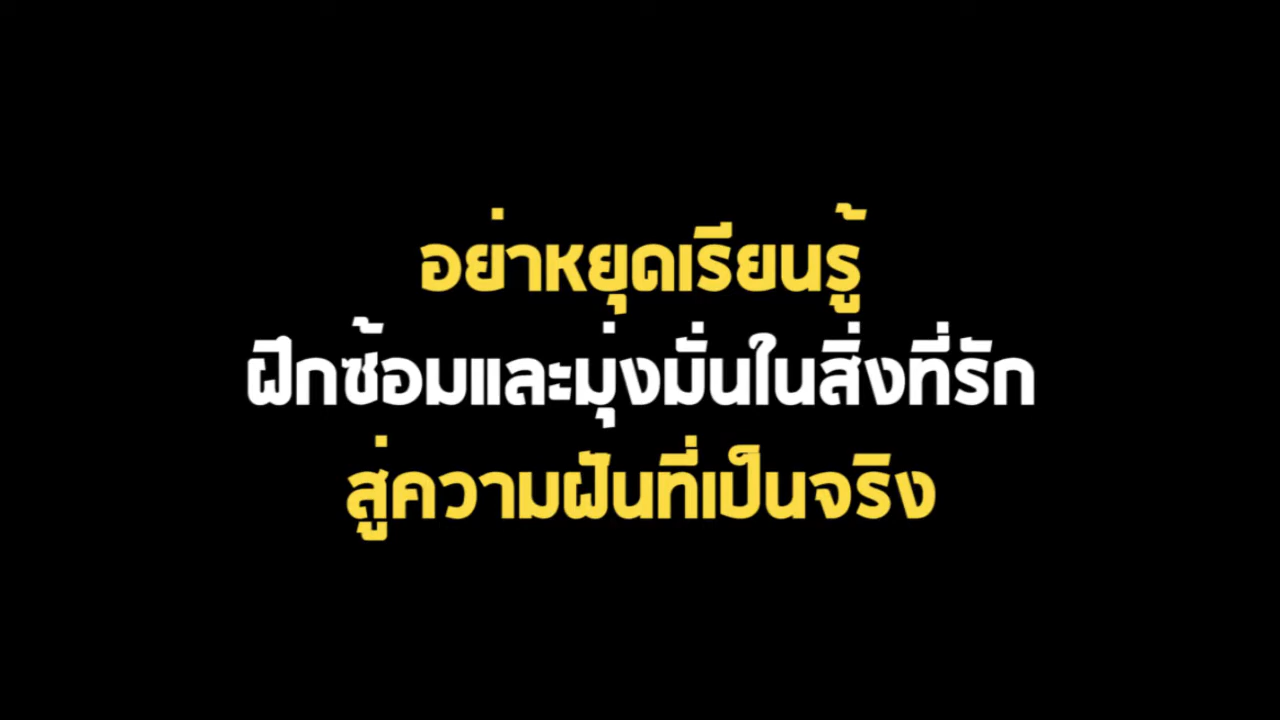 อย่าหยุดเรียนรู้
ฝึกซ้อมและมุ่งมั่นในสิ่งที่รัก
สู่ความฝันที่เป็นจริง